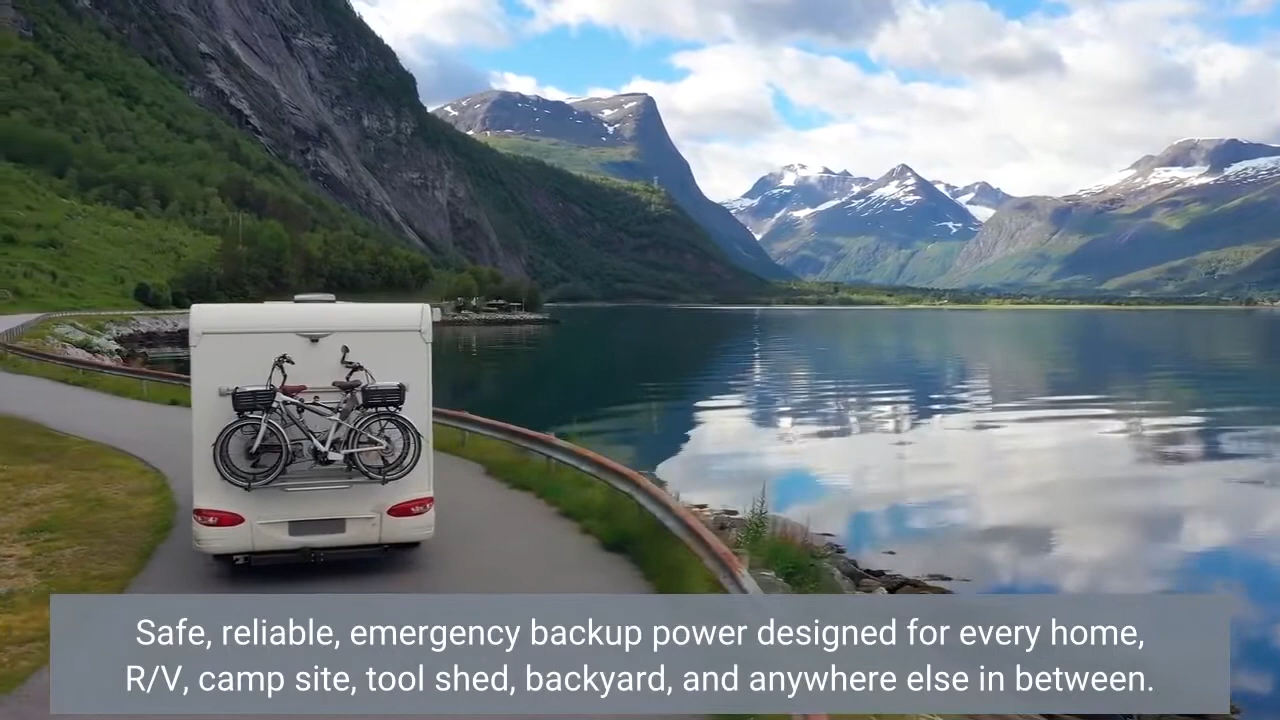 Safe, reliable, emergency backup power designed for every home,
R/V, camp site, tool shed, backyard, and anywhere else in between.